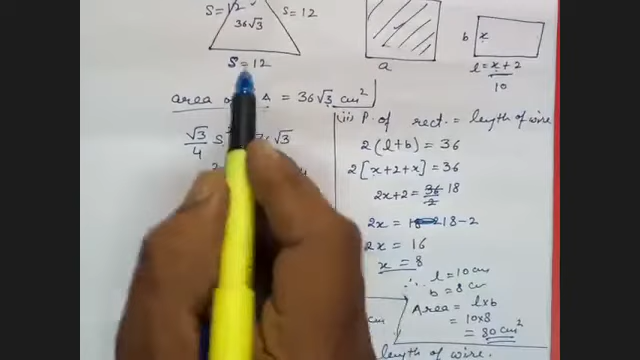 S=12
S=12
36√3
S=12
a
b
x
l=x+2
10
area of Δ = 36√3 cm²
√3/4 S √3
4
(ii) P. of rect. = length of wire
2(l+b) = 36
2[x+2+x] = 36
2x+2 = 36/2 18
2x = 18-2
2x = 16
x = 8
∴ l = 10 cm
b = 8 cm
Area = l×b
= 10×8
= 80 cm²
cm
length of wire.